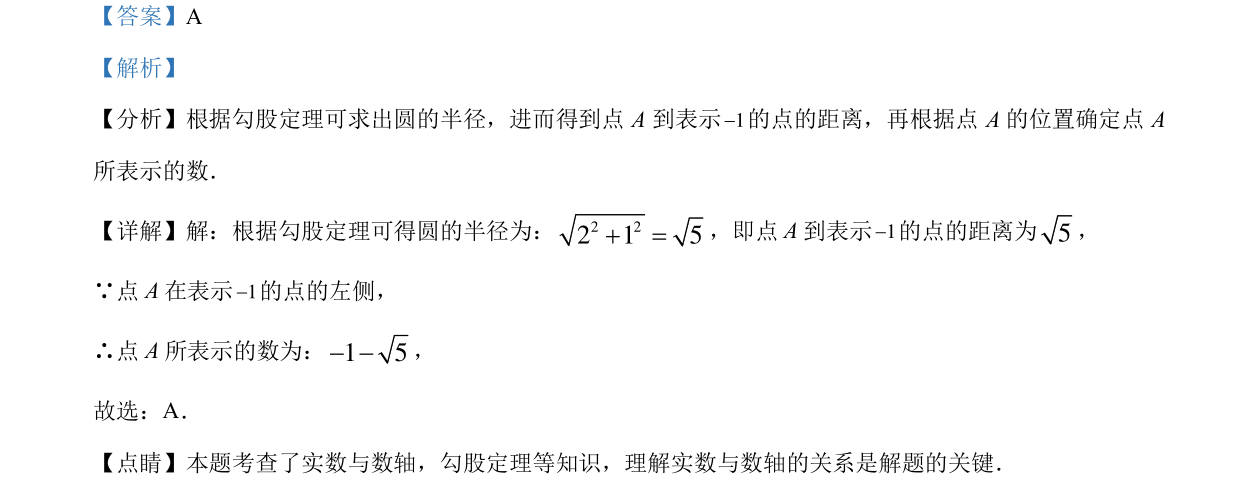 【答案】A
【解析】
【分析】根据勾股定理可求出圆的半径，进而得到点 A 到表示−1的点的距离，再根据点 A 的位置确定点 A
所表示的数．
【详解】解：根据勾股定理可得圆的半径为：√(2²+1²) = √5，即点 A 到表示−1的点的距离为√5，
∵点 A 在表示−1的点的左侧，
∴点 A 所表示的数为：−1−√5，
故选：A．
【点睛】本题考查了实数与数轴，勾股定理等知识，理解实数与数轴的关系是解题的关键．